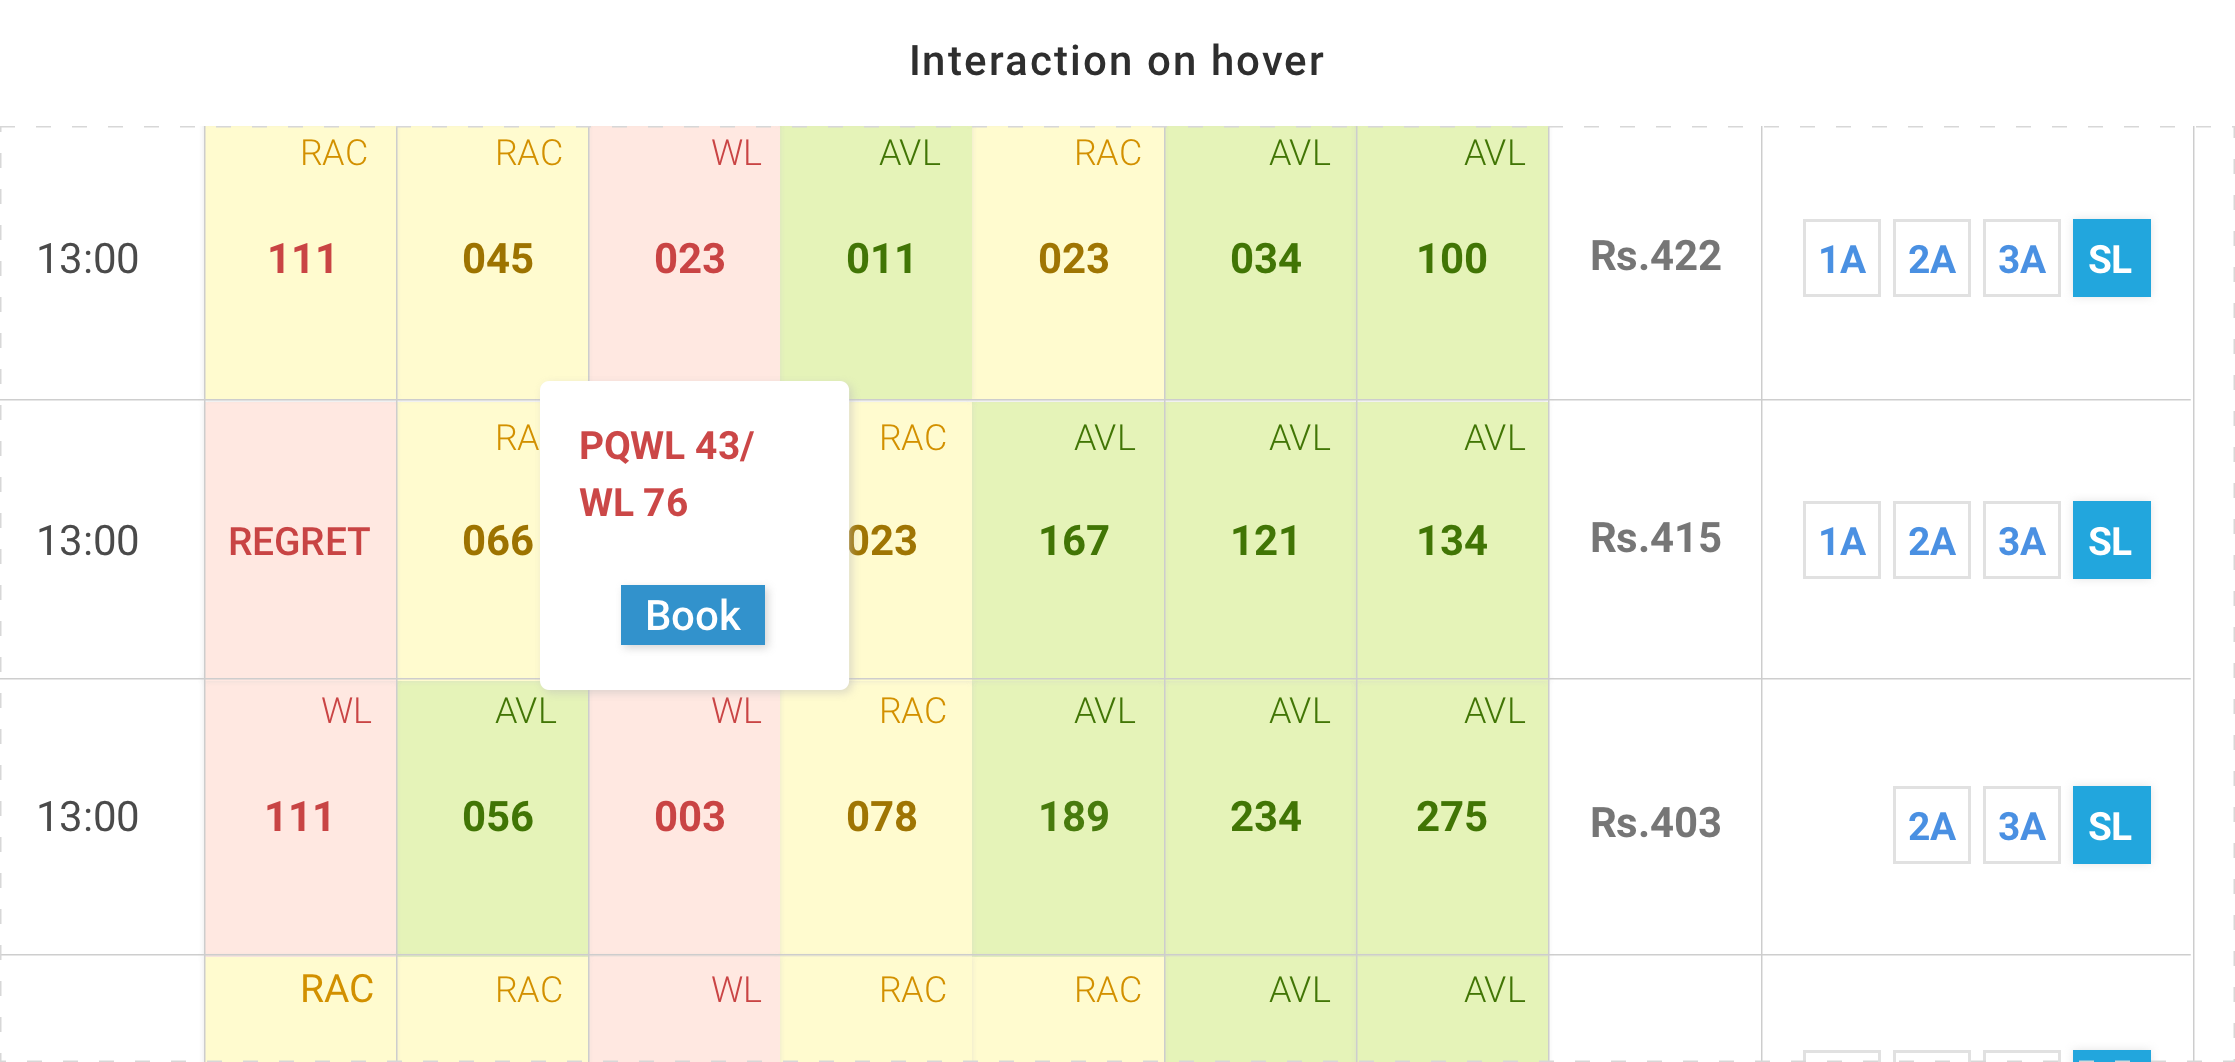 Interaction on hover
RAC RAC WL AVL RAC AVL AVL
13:00 111 045 023 011 023 034 100 Rs.422 1A 2A 3A SL
RA RAC AVL AVL AVL
PQWL 43/
WL 76
13:00 REGRET 066 023 167 121 134 Rs.415 1A 2A 3A SL
Book
WL AVL WL RAC AVL AVL AVL
13:00 111 056 003 078 189 234 275 Rs.403 2A 3A SL
RAC RAC WL RAC RAC AVL AVL